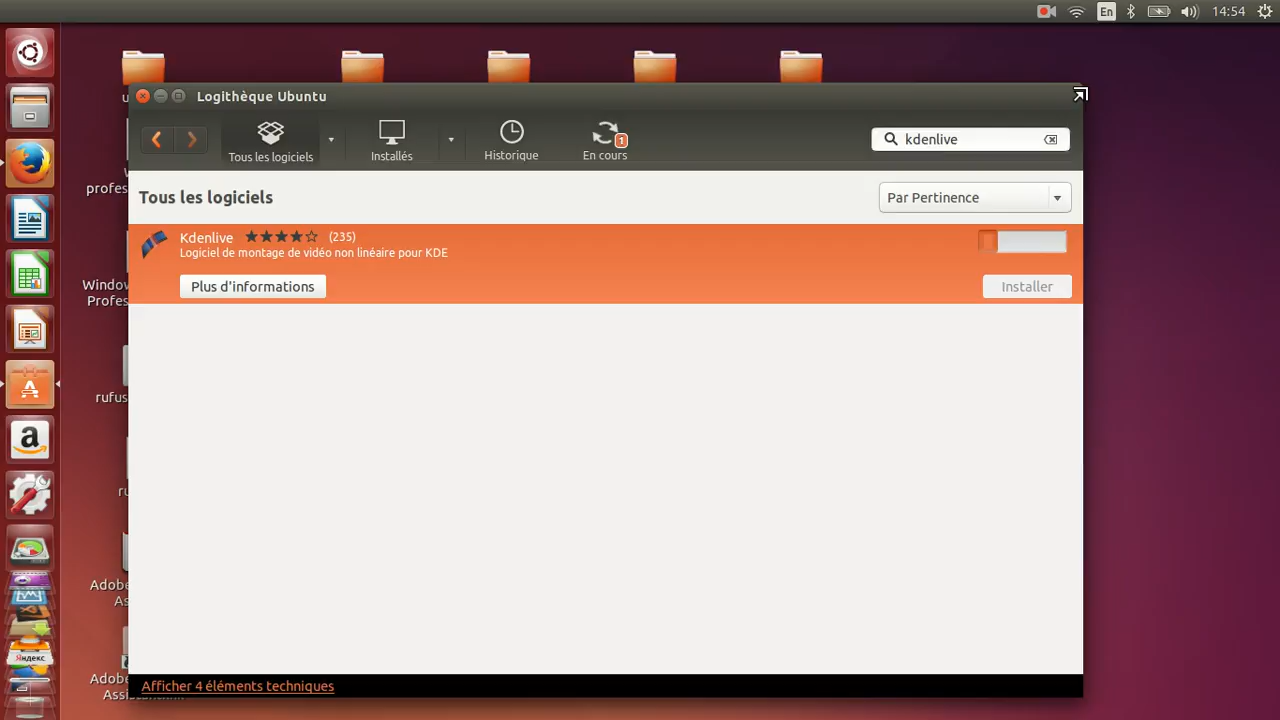 En
14:54
Logithèque Ubuntu
Tous les logiciels
Installés
Historique
En cours
1
kdenlive
Tous les logiciels
Par Pertinence
Kdenlive
(235)
Logiciel de montage de vidéo non linéaire pour KDE
Plus d'informations
Installer
Afficher 4 éléments techniques
profes
Windo
Profes
rufus
ru
Adobe
As
Adobe
Яндекс